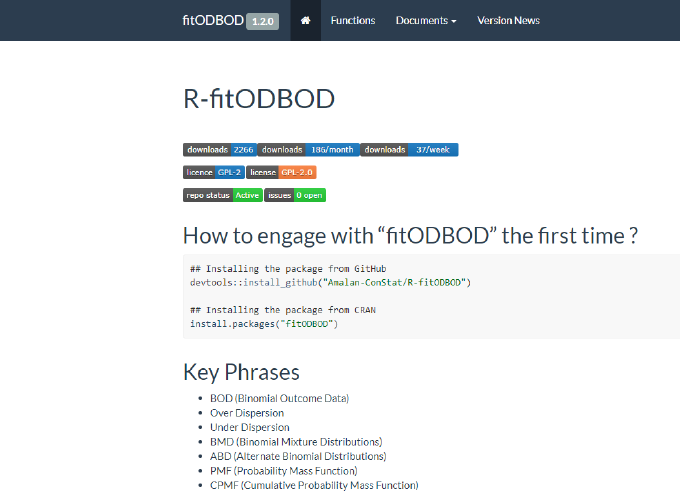 fitODBOD 1.2.0 Functions Documents Version News
R-fitODBOD
downloads 2266 downloads 186/month downloads 37/week
licence GPL-2 license GPL-2.0
repo status Active issues 0 open
How to engage with “fitODBOD” the first time ?
## Installing the package from GitHub
devtools::install_github("Amalan-ConStat/R-fitODBOD")
## Installing the package from CRAN
install.packages("fitODBOD")
Key Phrases
BOD (Binomial Outcome Data)
Over Dispersion
Under Dispersion
BMD (Binomial Mixture Distributions)
ABD (Alternate Binomial Distributions)
PMF (Probability Mass Function)
CPMF (Cumulative Probability Mass Function)